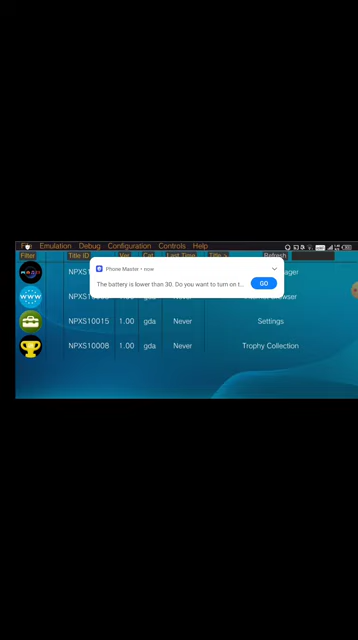 File Emulation Debug Configuration Controls Help
Filter Title ID Ver Cat Last Time Title-> Refresh
Phone Master • now
The battery is lower than 30. Do you want to turn on t... GO
WWW
NPXS10015 1.00 gda Never Settings
NPXS10008 1.00 gda Never Trophy Collection